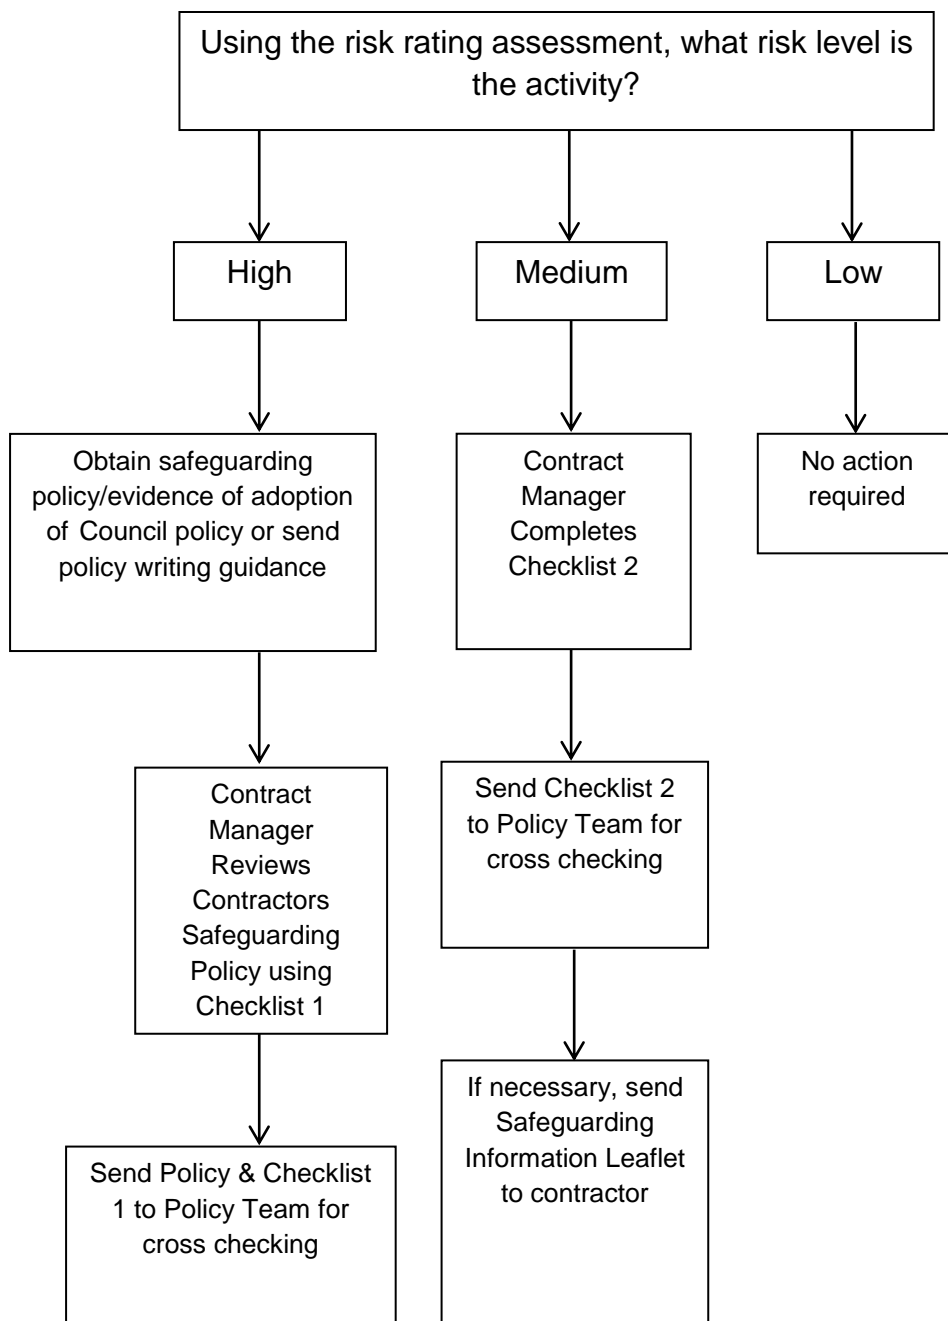 Using the risk rating assessment, what risk level is
the activity?
High
Medium
Low
Obtain safeguarding
policy/evidence of adoption
of Council policy or send
policy writing guidance
Contract
Manager
Completes
Checklist 2
No action
required
Contract
Manager
Reviews
Contractors
Safeguarding
Policy using
Checklist 1
Send Checklist 2
to Policy Team for
cross checking
Send Policy & Checklist
1 to Policy Team for
cross checking
If necessary, send
Safeguarding
Information Leaflet
to contractor